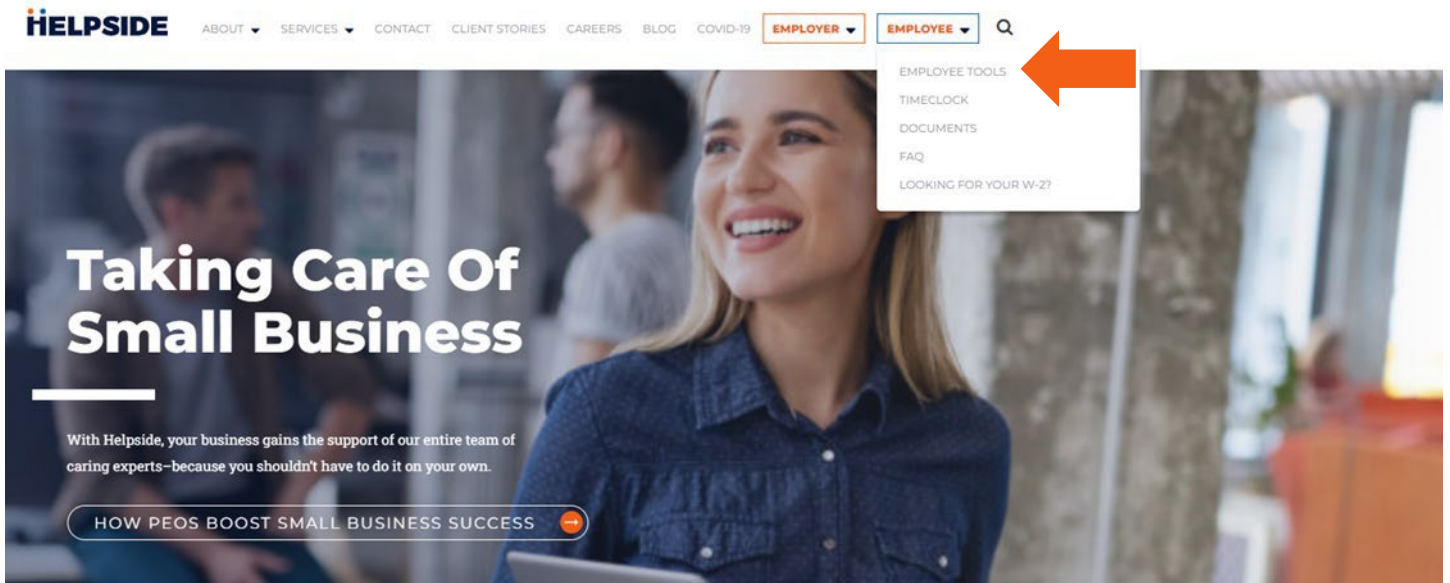 HELPSIDE
ABOUT SERVICES CONTACT CLIENT STORIES CAREERS BLOG COVID-19 EMPLOYER EMPLOYEE
EMPLOYEE TOOLS
TIMECLOCK
DOCUMENTS
FAQ
LOOKING FOR YOUR W-2?
Taking Care Of
Small Business
With Helpside, your business gains the support of our entire team of
caring experts–because you shouldn't have to do it on your own.
HOW PEOS BOOST SMALL BUSINESS SUCCESS